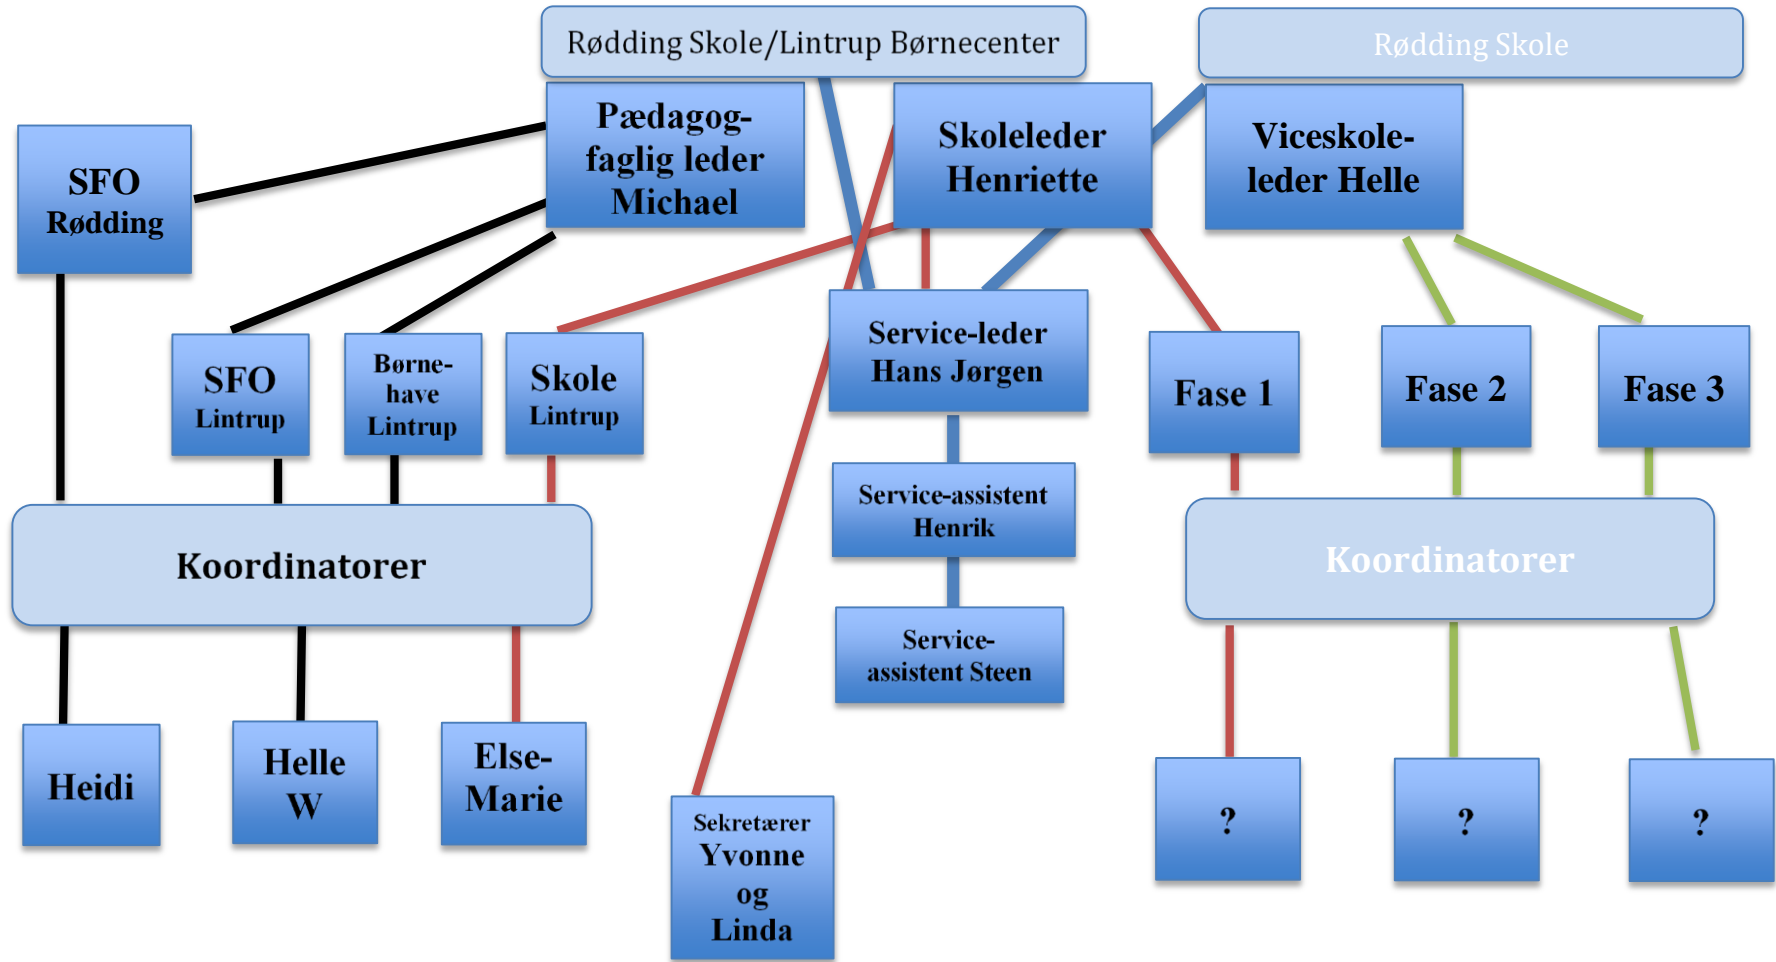 Rødding Skole/Lintrup Børnecenter
Rødding Skole
Pædagog-
faglig leder
Michael
Skoleleder
Henriette
Viceskole-
leder Helle
SFO
Rødding
SFO
Lintrup
Børne-
have
Lintrup
Skole
Lintrup
Service-leder
Hans Jørgen
Fase 1
Fase 2
Fase 3
Service-assistent
Henrik
Koordinatorer
Koordinatorer
Service-
assistent Steen
Heidi
Helle
W
Else-
Marie
Sekretærer
Yvonne
og
Linda
?
?
?